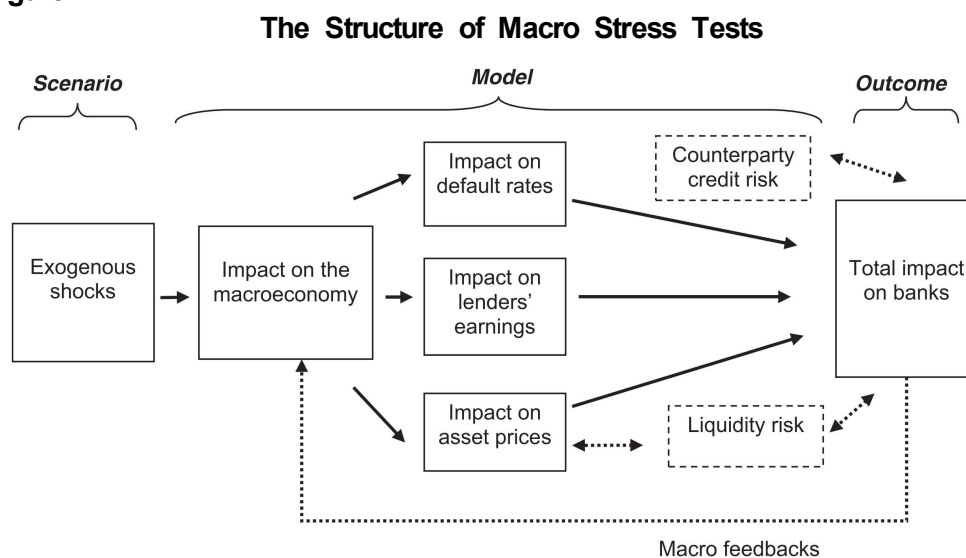 The Structure of Macro Stress Tests
Scenario
Model
Outcome
Impact on
default rates
Counterparty
credit risk
Exogenous
shocks
Impact on the
macroeconomy
Impact on
lenders'
earnings
Total impact
on banks
Impact on
asset prices
Liquidity risk
Macro feedbacks